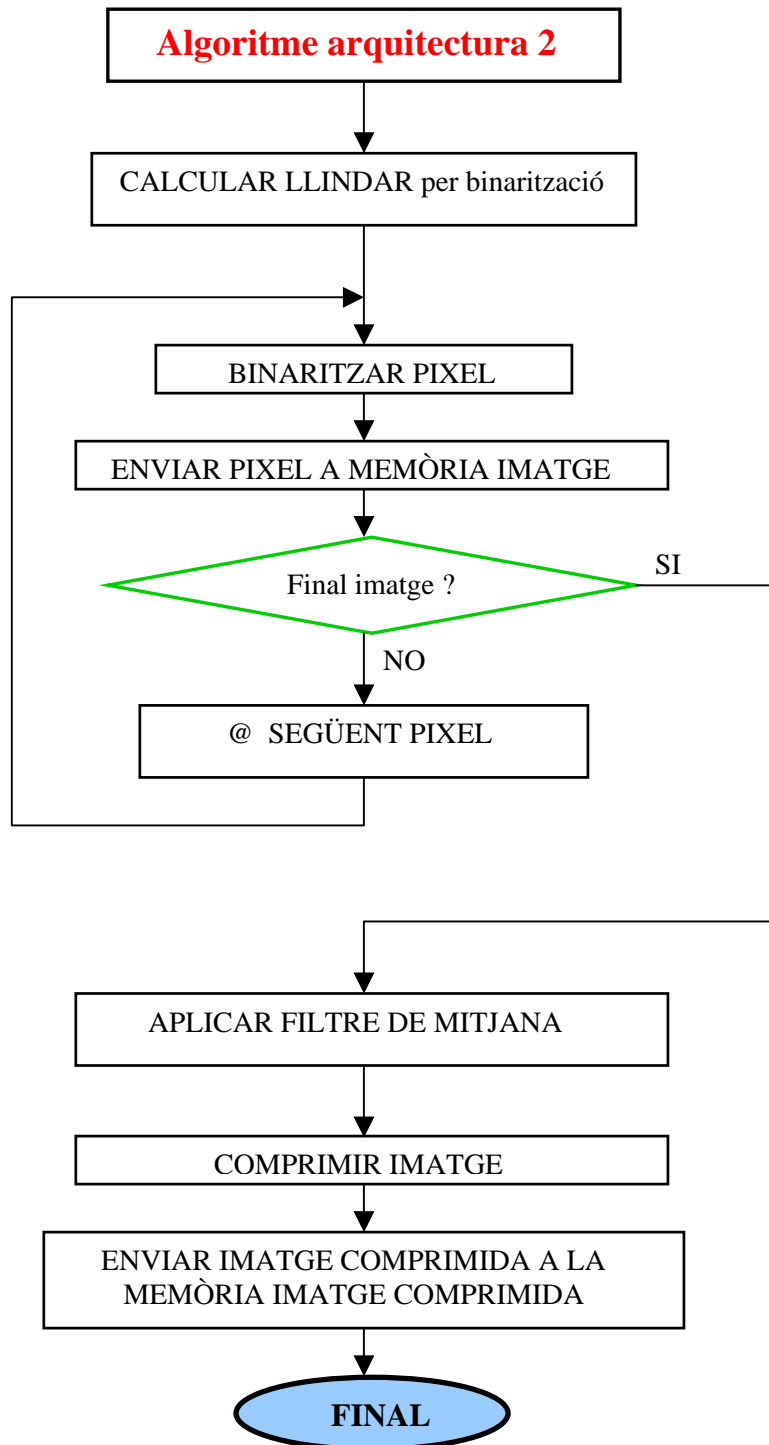 Algoritme arquitectura 2
CALCULAR LLINDAR per binarització
BINARITZAR PIXEL
ENVIAR PIXEL A MEMÒRIA IMATGE
Final imatge ?
SI
NO
@ SEGÜENT PIXEL
APLICAR FILTRE DE MITJANA
COMPRIMIR IMATGE
ENVIAR IMATGE COMPRIMIDA A LA
MEMÒRIA IMATGE COMPRIMIDA
FINAL